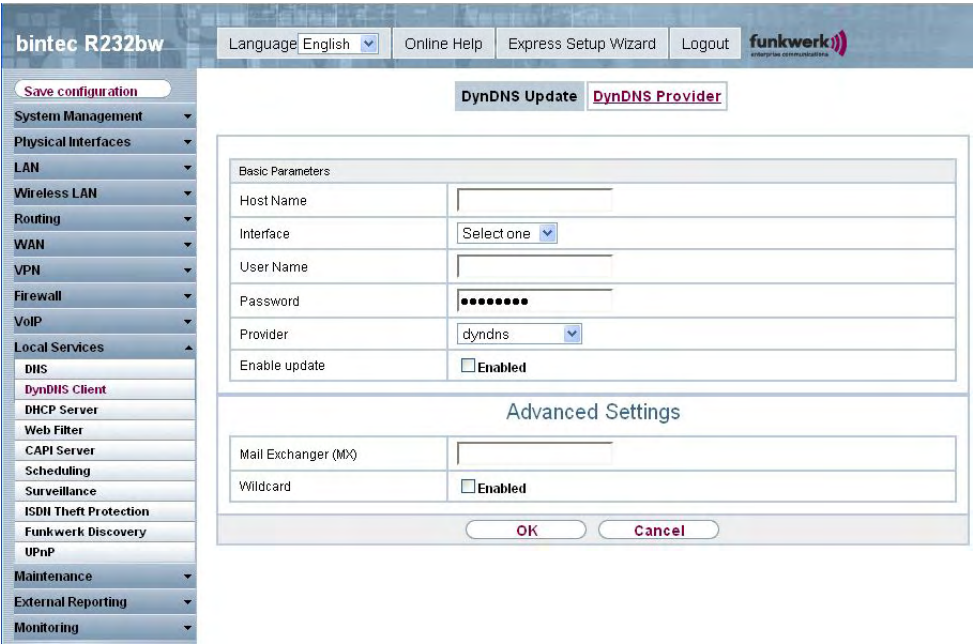 bintec R232bw
Language English
Online Help
Express Setup Wizard
Logout
funkwerk
enterprise communications
Save configuration
System Management
Physical Interfaces
LAN
Wireless LAN
Routing
WAN
VPN
Firewall
VoIP
Local Services
DNS
DynDNS Client
DHCP Server
Web Filter
CAPI Server
Scheduling
Surveillance
ISDN Theft Protection
Funkwerk Discovery
UPnP
Maintenance
External Reporting
Monitoring
DynDNS Update
DynDNS Provider
Basic Parameters
Host Name
Interface Select one
User Name
Password ●●●●●●●●
Provider dyndns
Enable update Enabled
Advanced Settings
Mail Exchanger (MX)
Wildcard Enabled
OK Cancel